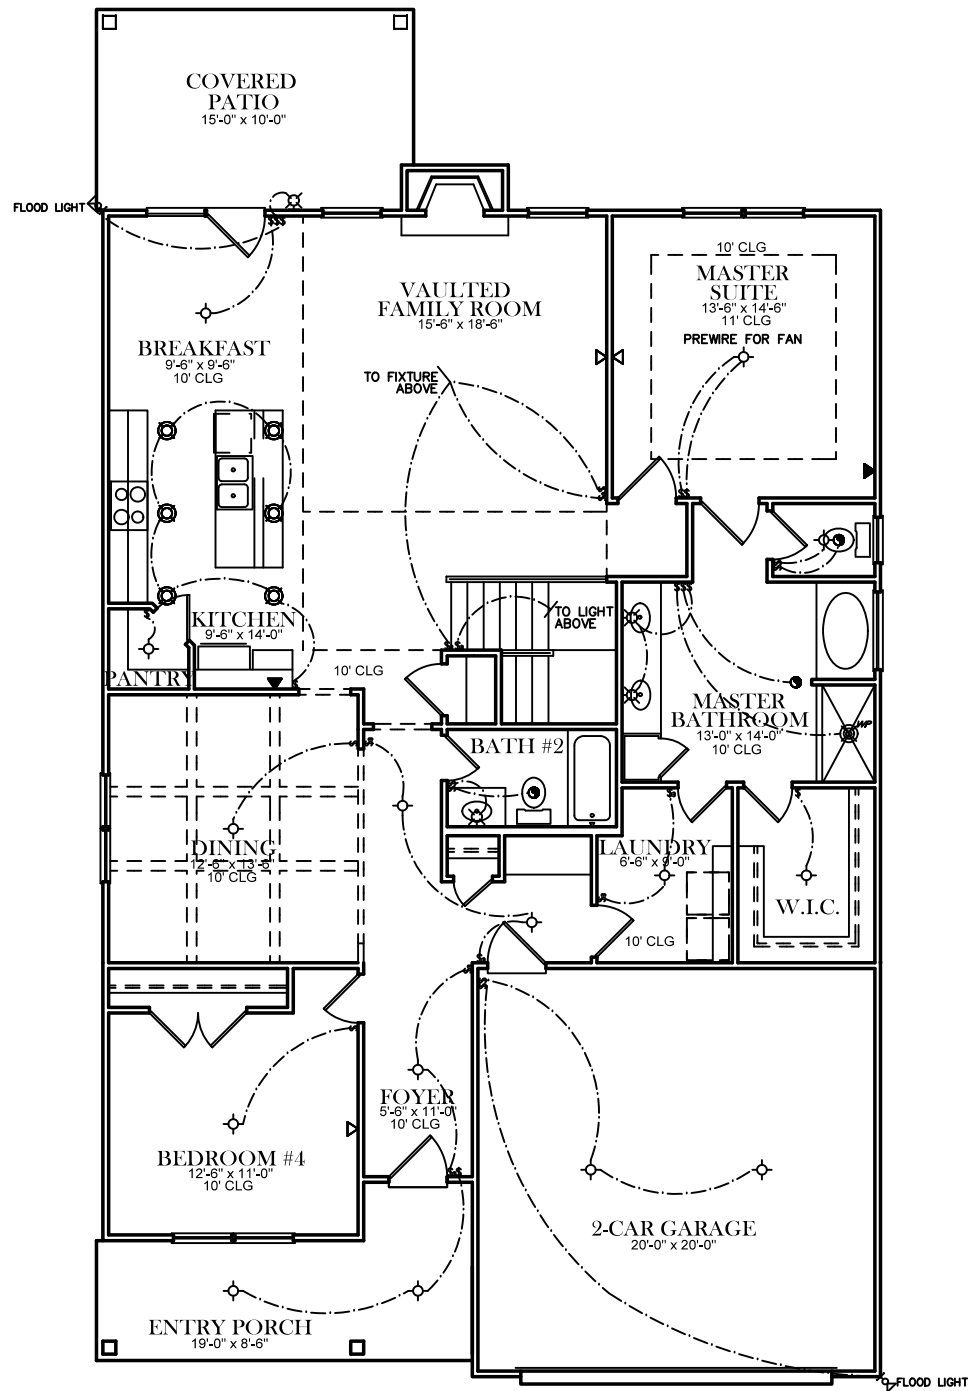 COVERED
PATIO
15'-0" x 10'-0"
FLOOD LIGHT
10' CLG
MASTER
SUITE
13'-6" x 14'-6"
11' CLG
PREWIRE FOR FAN
VAULTED
FAMILY ROOM
15'-6" x 18'-6"
BREAKFAST
9'-6" x 9'-6"
10' CLG
TO FIXTURE
ABOVE
KITCHEN
9'-6" x 14'-0"
TO LIGHT
ABOVE
PANTRY
10' CLG
MASTER
BATHROOM
13'-0" x 14'-0"
10' CLG
WP
BATH #2
DINING
12'-6" x 13'-6"
10' CLG
LAUNDRY
6'-6" x 9'-0"
10' CLG
W.I.C.
FOYER
5'-6" x 11'-0"
10' CLG
BEDROOM #4
12'-6" x 11'-0"
10' CLG
2-CAR GARAGE
20'-0" x 20'-0"
ENTRY PORCH
19'-0" x 8'-6"
FLOOD LIGHT